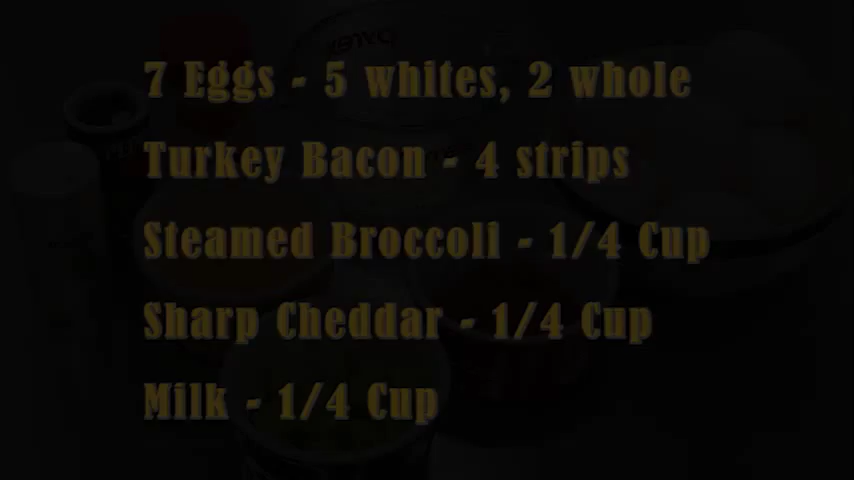 7 Eggs - 5 whites, 2 whole
Turkey Bacon - 4 strips
Steamed Broccoli - 1/4 Cup
Sharp Cheddar - 1/4 Cup
Milk - 1/4 Cup